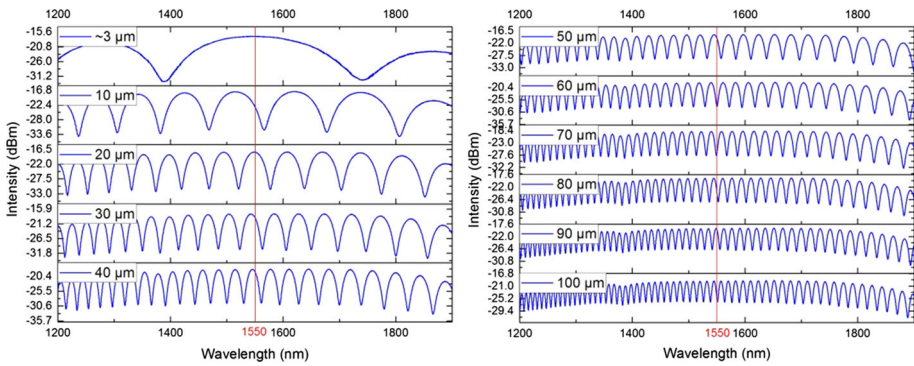 1200 1400 1600 1800
-15.6
-20.8
-26.0
-31.2
~3 µm
-16.8
-22.4
-28.0
-33.6
10 µm
-16.5
-22.0
-27.5
-33.0
20 µm
-15.9
-21.2
-26.5
-31.8
30 µm
-20.4
-25.5
-30.6
-35.7
40 µm
Intensity (dBm)
1200 1400 1550 1600 1800
Wavelength (nm)
1200 1400 1600 1800
-16.5
-22.0
-27.5
-33.0
50 µm
-20.4
-25.5
-30.6
-35.7
60 µm
-18.4
-23.0
-27.6
70 µm
-17.6
-22.0
-26.4
-30.8
80 µm
-17.6
-22.0
-26.4
-30.8
90 µm
-16.8
-21.0
-25.2
-29.4
100 µm
Intensity (dBm)
1200 1400 1550 1600 1800
Wavelength (nm)